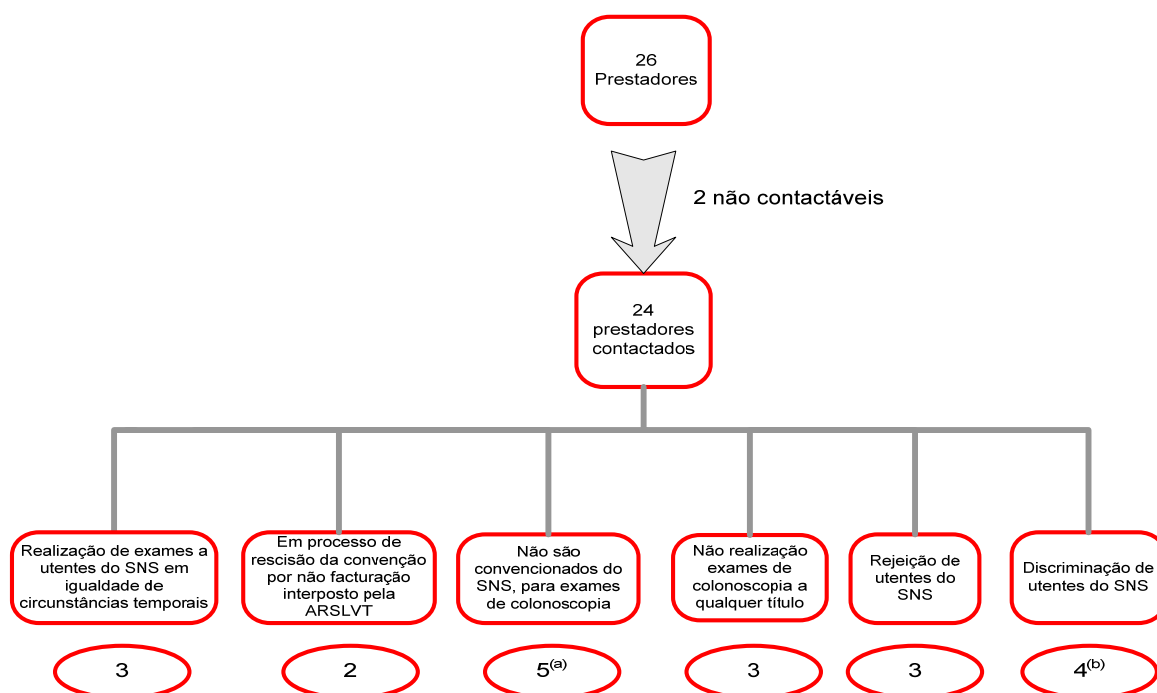 26
Prestadores
2 não contactáveis
24
prestadores
contactados
Realização de exames a
utentes do SNS em
igualdade de
circunstâncias temporais
Em processo de
rescisão da convenção
por não facturação
interposto pela
ARSLVT
Não são
convencionados do
SNS, para exames
de colonoscopia
Não realização
exames de
colonoscopia a
qualquer título
Rejeição de
utentes do
SNS
Discriminação de
utentes do SNS
3
2
5(a)
3
3
4(b)